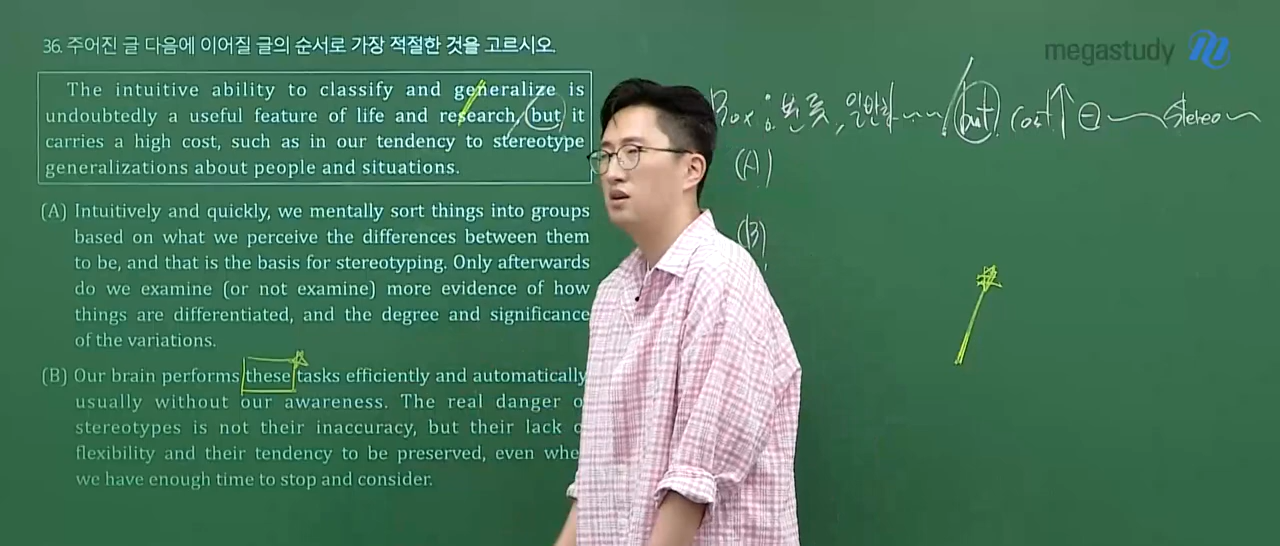 36. 주어진 글 다음에 이어질 글의 순서로 가장 적절한 것을 고르시오.
megastudy
The intuitive ability to classify and generalize is
undoubtedly a useful feature of life and research, but it
carries a high cost, such as in our tendency to stereotype
generalizations about people and situations.
Box : 분류, 일반화 ... but cost↑ ⊖ Stereo
(A)
(B)
(A) Intuitively and quickly, we mentally sort things into groups
based on what we perceive the differences between them
to be, and that is the basis for stereotyping. Only afterwards
do we examine (or not examine) more evidence of how
things are differentiated, and the degree and significance
of the variations.
(B) Our brain performs these tasks efficiently and automatically
usually without our awareness. The real danger
stereotypes is not their inaccuracy, but their lack
flexibility and their tendency to be preserved, even
we have enough time to stop and consider.